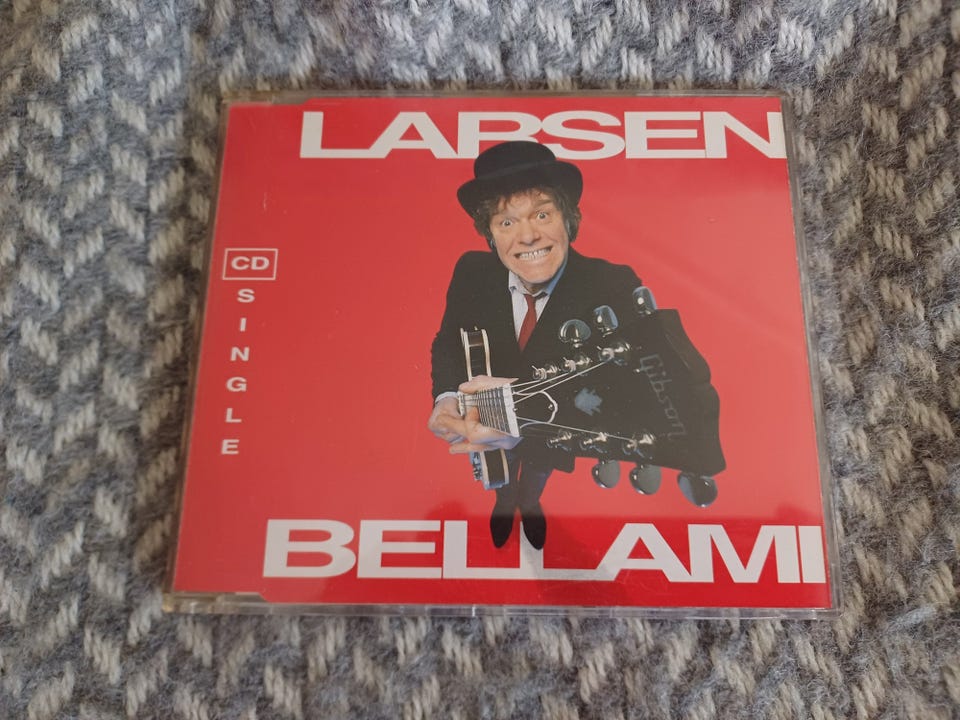 LARSEN
CD
SINGLE
Gibson
BELLAMI